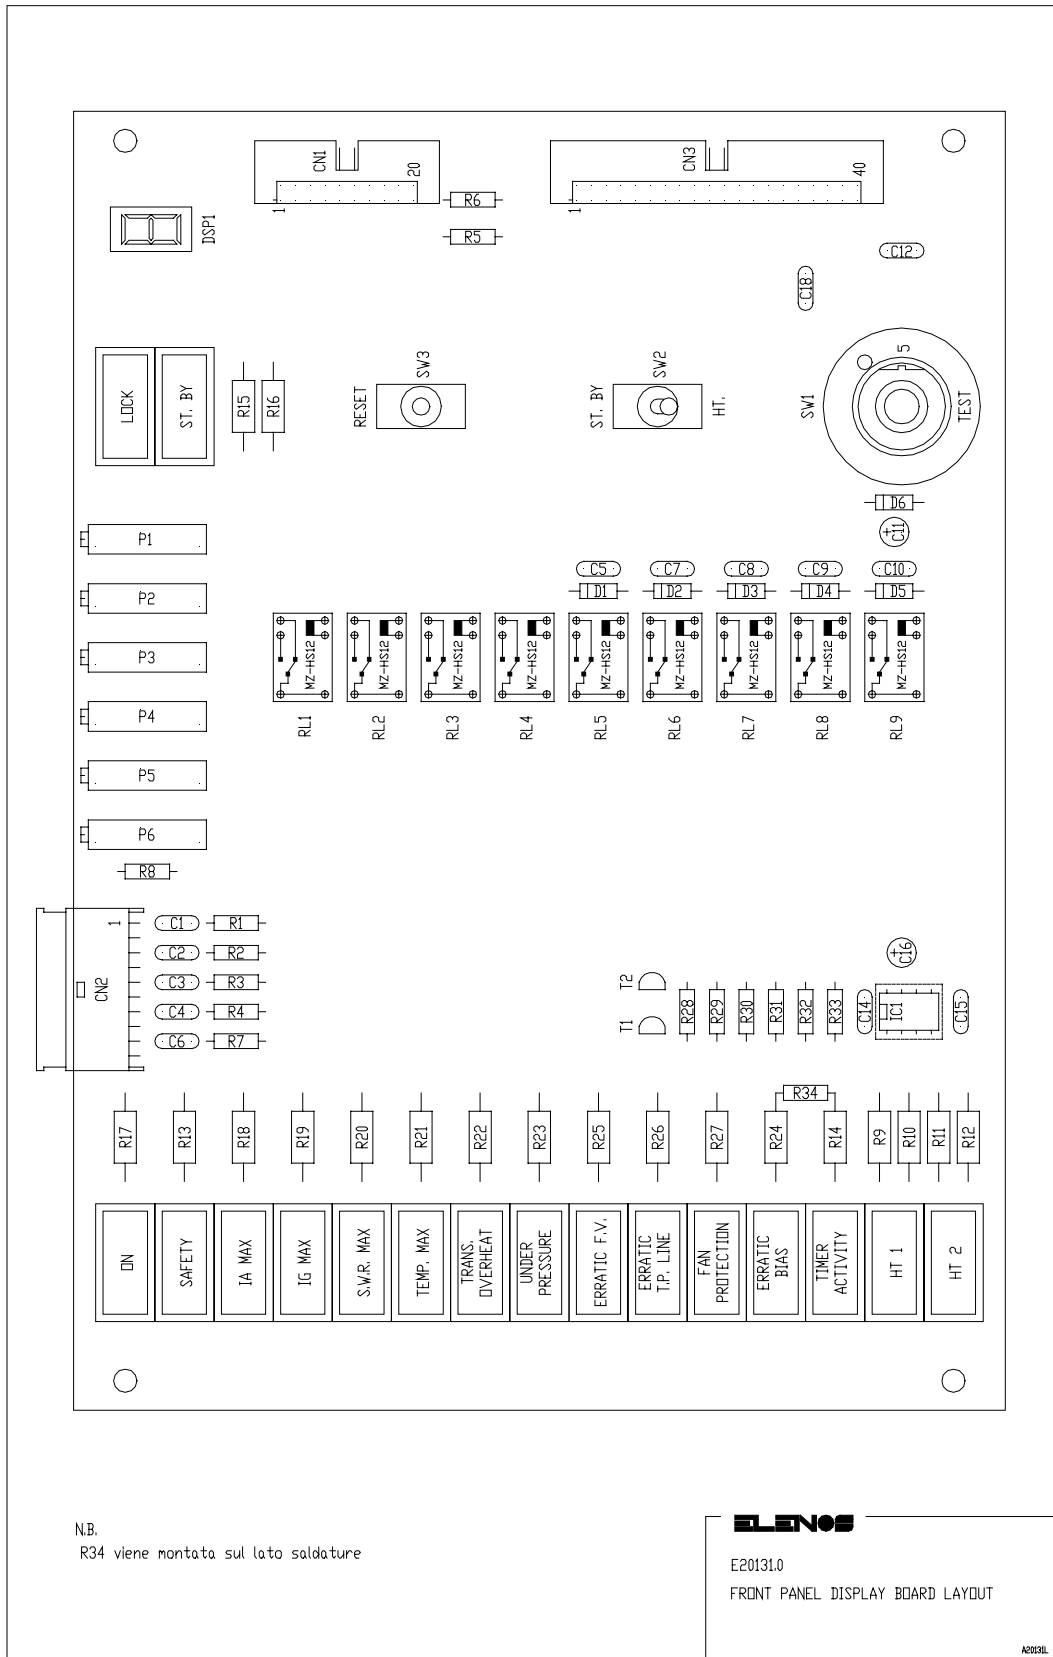 CN1
1
20
CN3
1
40
R6
R5
DSP1
C12
C18
LOCK
ST. BY
R15
R16
RESET
SW3
ST. BY
SW2
HT.
SW1
5
TEST
D6
+
C11
P1
P2
P3
P4
P5
P6
R8
C5
C7
C8
C9
C10
D1
D2
D3
D4
D5
MZ-HS12
MZ-HS12
MZ-HS12
MZ-HS12
MZ-HS12
MZ-HS12
MZ-HS12
MZ-HS12
MZ-HS12
RL1
RL2
RL3
RL4
RL5
RL6
RL7
RL8
RL9
CN2
1
C1
R1
C2
R2
C3
R3
C4
R4
C6
R7
T2
T1
R28
R29
R30
R31
R32
R33
C14
IC1
C15
+
C16
R34
R17
R13
R18
R19
R20
R21
R22
R23
R25
R26
R27
R24
R14
R9
R10
R11
R12
ON
SAFETY
IA MAX
IG MAX
S.W.R. MAX
TEMP. MAX
TRANS.
OVERHEAT
UNDER
PRESSURE
ERRATIC F.V.
ERRATIC
T.P. LINE
FAN
PROTECTION
ERRATIC
BIAS
TIMER
ACTIVITY
HT 1
HT 2
N.B.
R34 viene montata sul lato saldature
ELENOS
E20131.0
FRONT PANEL DISPLAY BOARD LAYOUT
A20131L